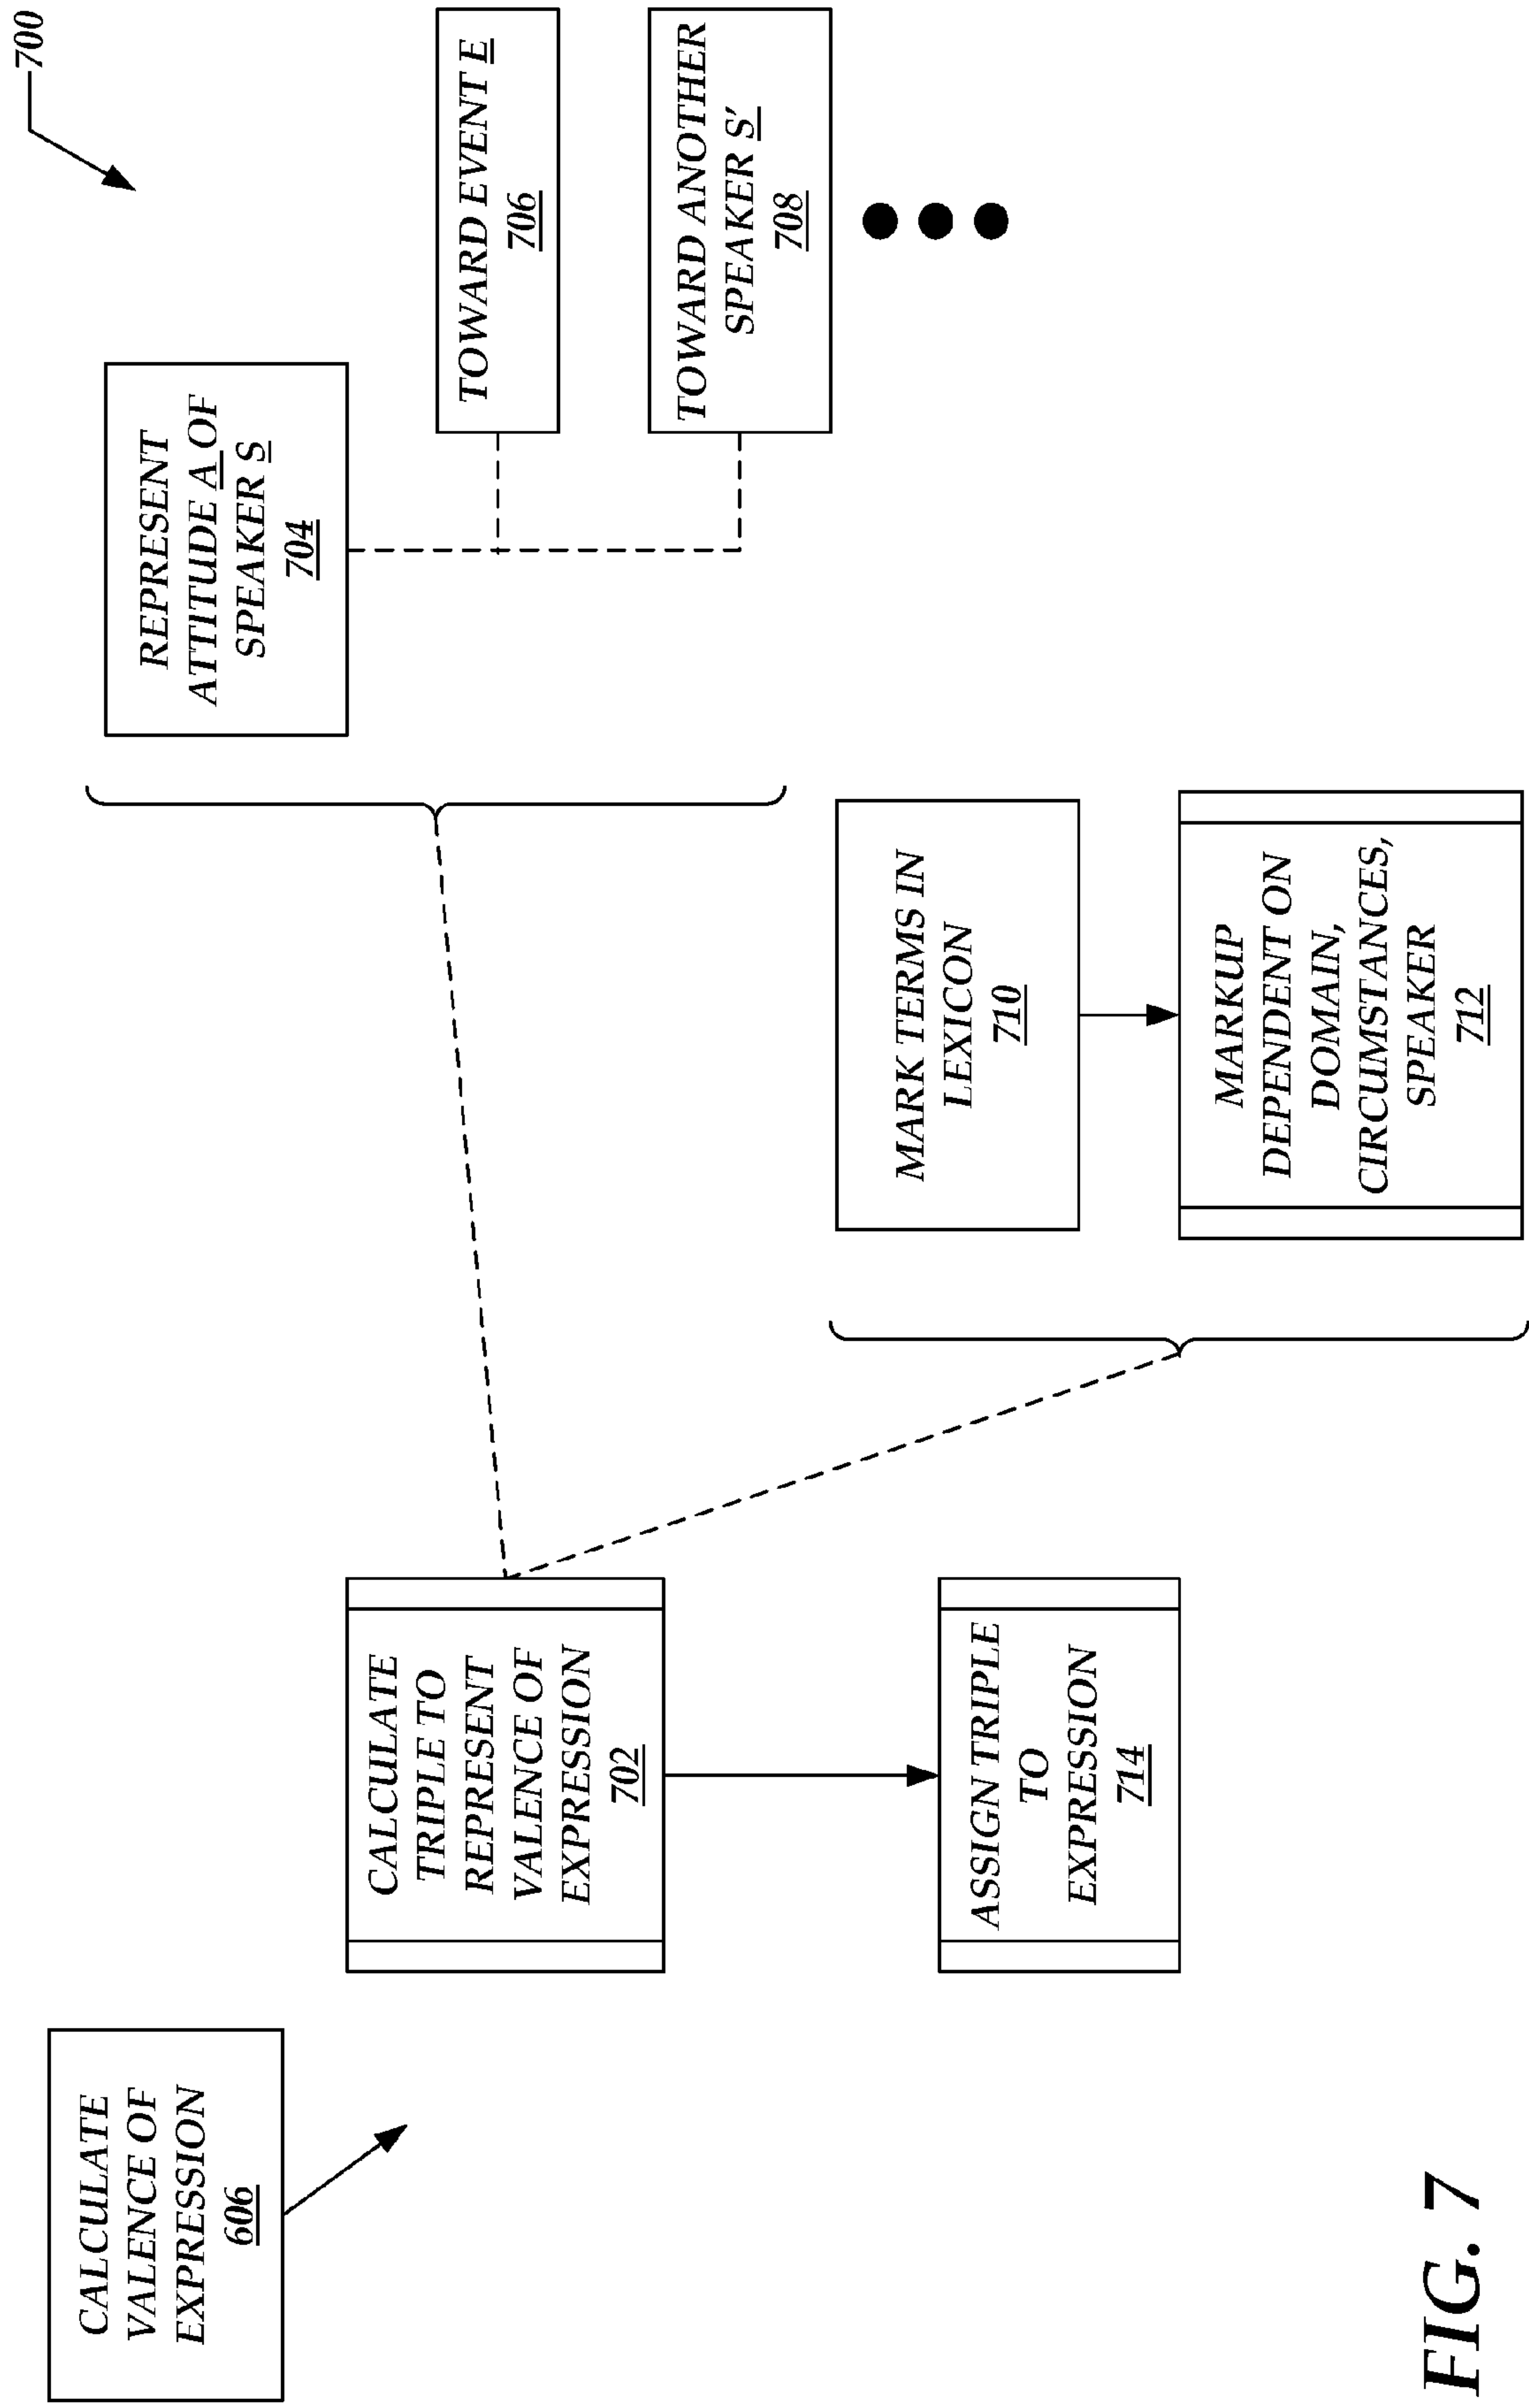 700
CALCULATE
VALENCE OF
EXPRESSION
606
CALCULATE
TRIPLE TO
REPRESENT
VALENCE OF
EXPRESSION
702
REPRESENT
ATTITUDE A OF
SPEAKER S
704
TOWARD EVENT E
706
TOWARD ANOTHER
SPEAKER S'
708
MARK TERMS IN
LEXICON
710
MARKUP
DEPENDENT ON
DOMAIN,
CIRCUMSTANCES,
SPEAKER
712
ASSIGN TRIPLE
TO
EXPRESSION
714
FIG. 7